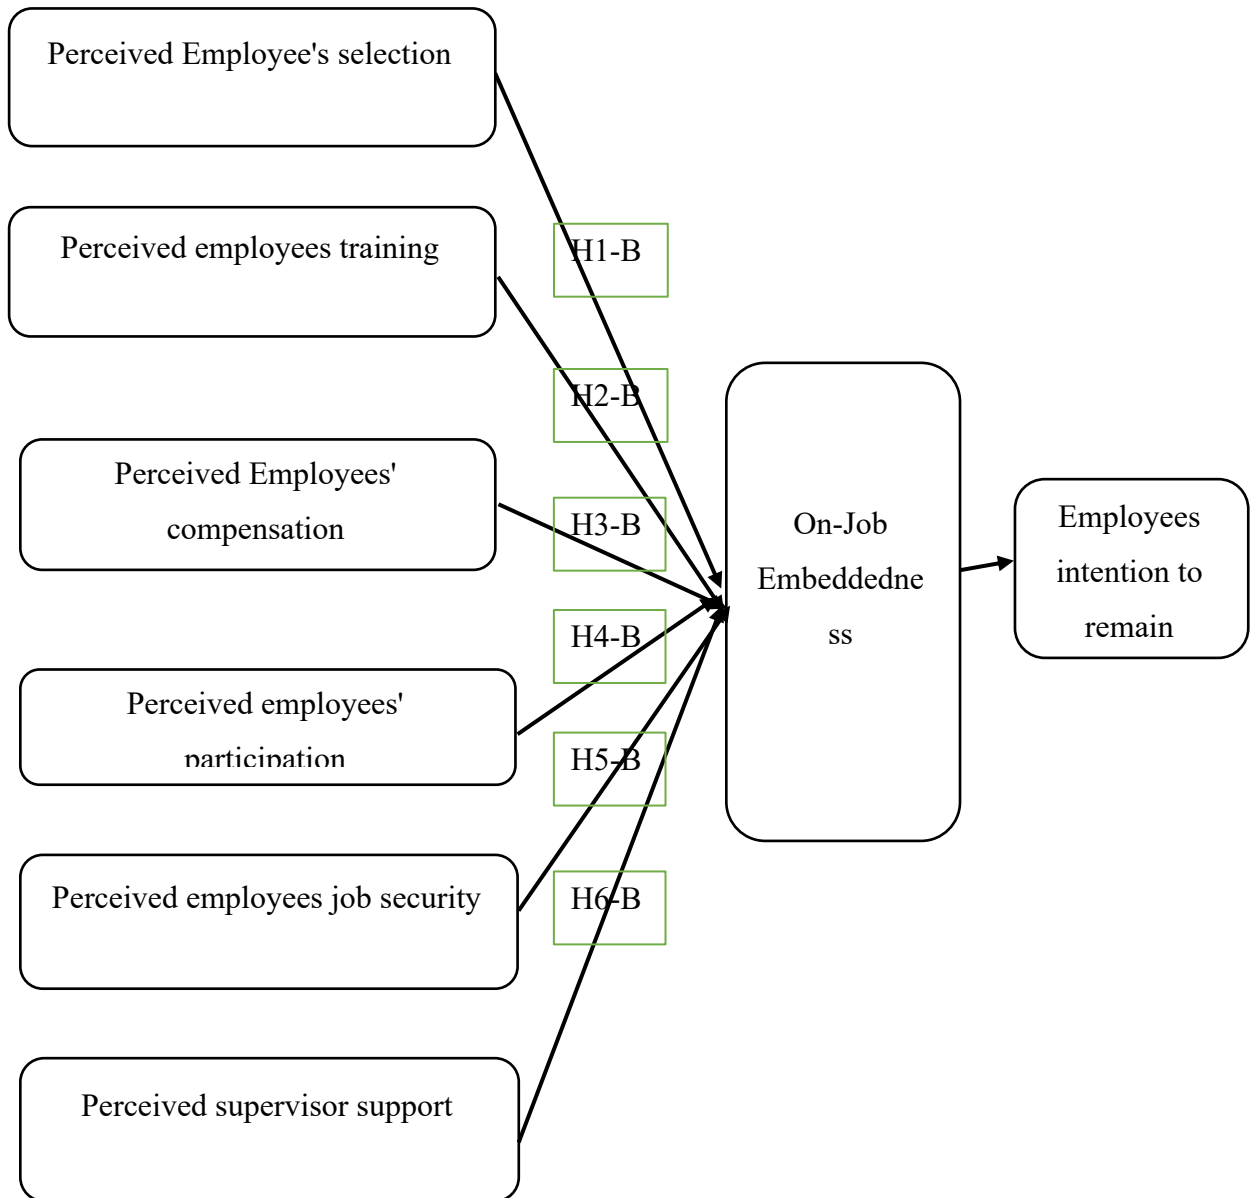 Perceived Employee's selection
Perceived employees training
Perceived Employees'
compensation
Perceived employees'
participation
Perceived employees job security
Perceived supervisor support
H1-B
H2-B
H3-B
H4-B
H5-B
H6-B
On-Job
Embeddedne
ss
Employees
intention to
remain